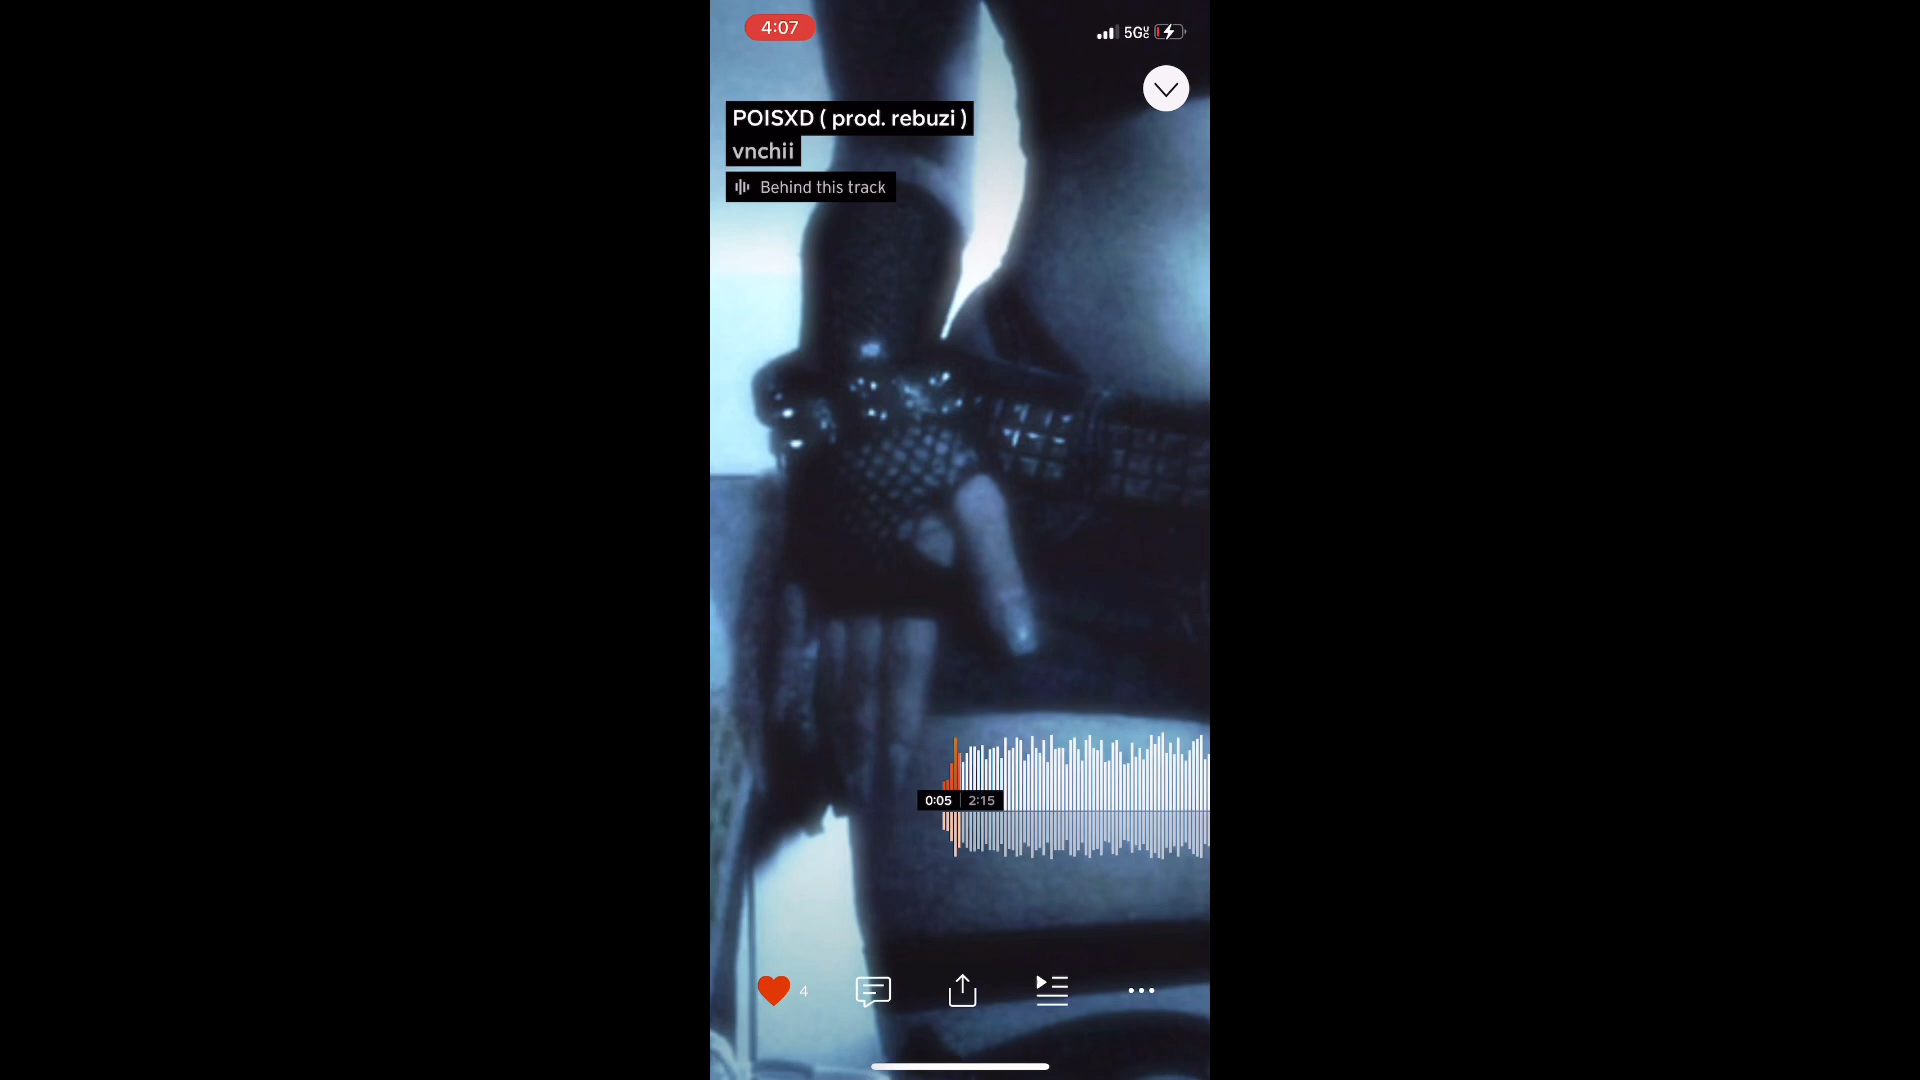 4:07
5G
POISXD ( prod. rebuzi )
vnchii
Behind this track
0:05 2:15
4